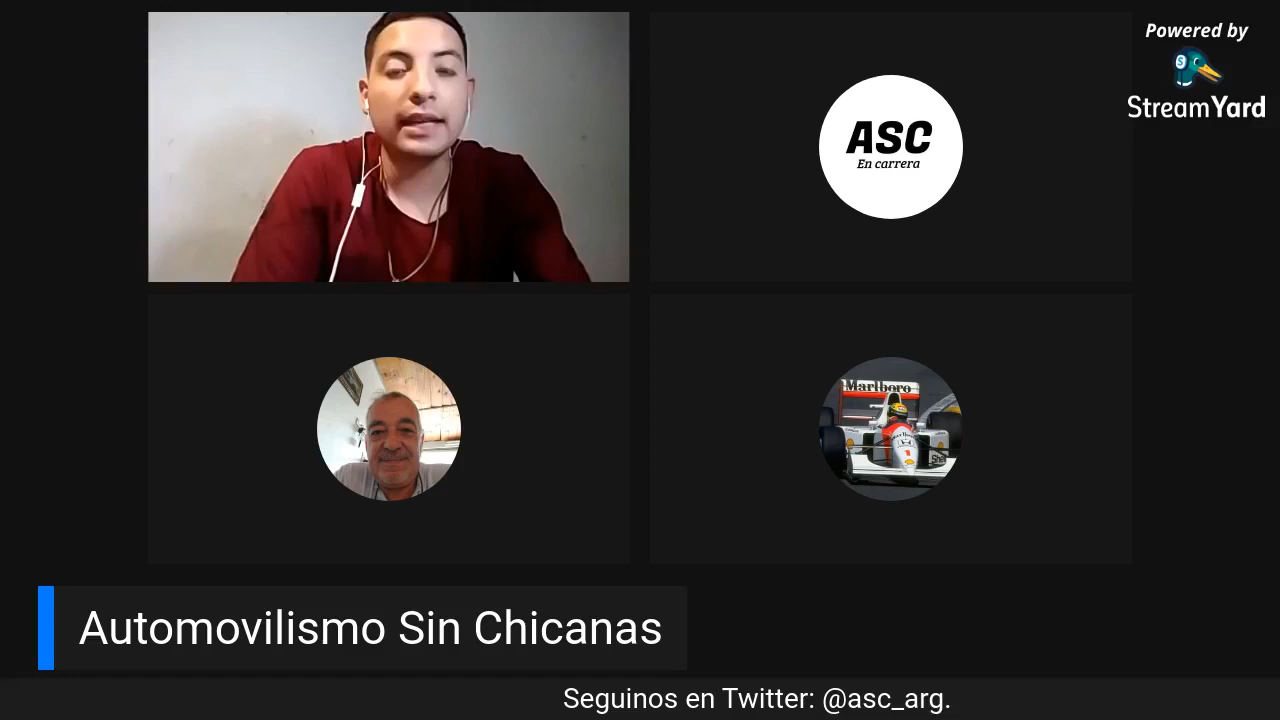 Powered by
StreamYard
ASC
En carrera
Marlboro
Automovilismo Sin Chicanas
Seguinos en Twitter: @asc_arg.